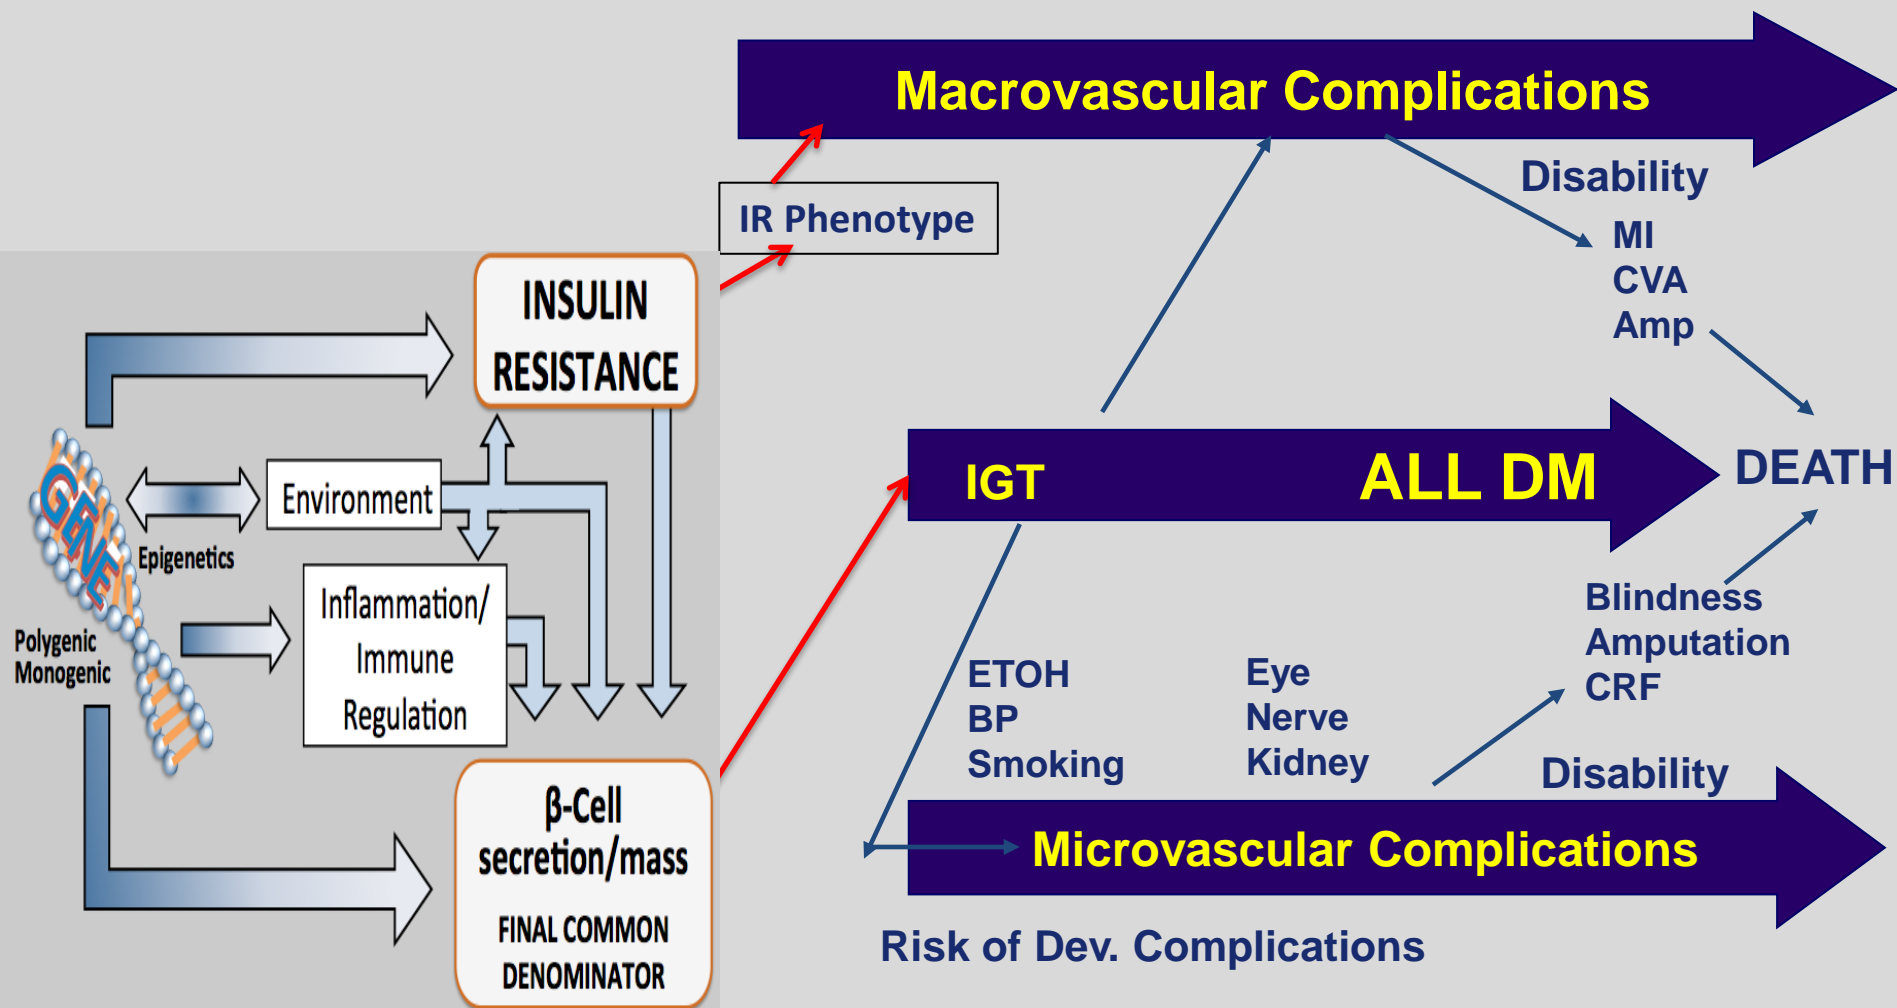 Macrovascular Complications
IR Phenotype
Disability
MI
CVA
Amp
INSULIN
RESISTANCE
GENE
Environment
Epigenetics
Inflammation/
Immune
Regulation
Polygenic
Monogenic
β-Cell
secretion/mass
FINAL COMMON
DENOMINATOR
IGT
ALL DM
DEATH
Blindness
Amputation
CRF
ETOH
BP
Smoking
Eye
Nerve
Kidney
Disability
Microvascular Complications
Risk of Dev. Complications